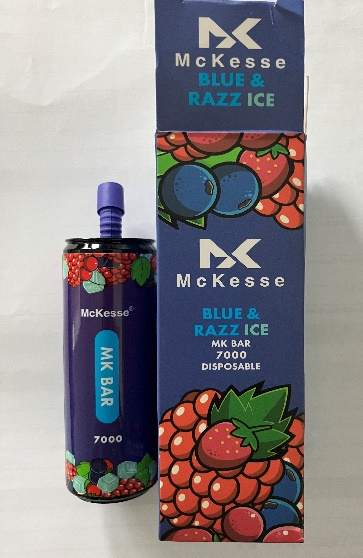 McKesse
BLUE &
RAZZ ICE
McKesse
BLUE &
RAZZ ICE
MK BAR
7000
DISPOSABLE
McKesse®
MK BAR
7000